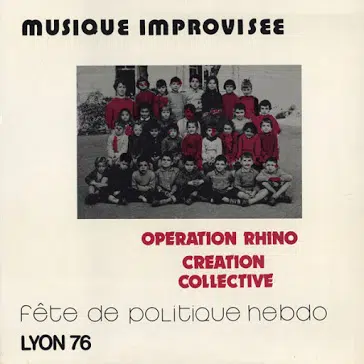 MUSIQUE IMPROVISEE
OPERATION RHINO
CREATION
COLLECTIVE
fête de politique hebdo
LYON 76